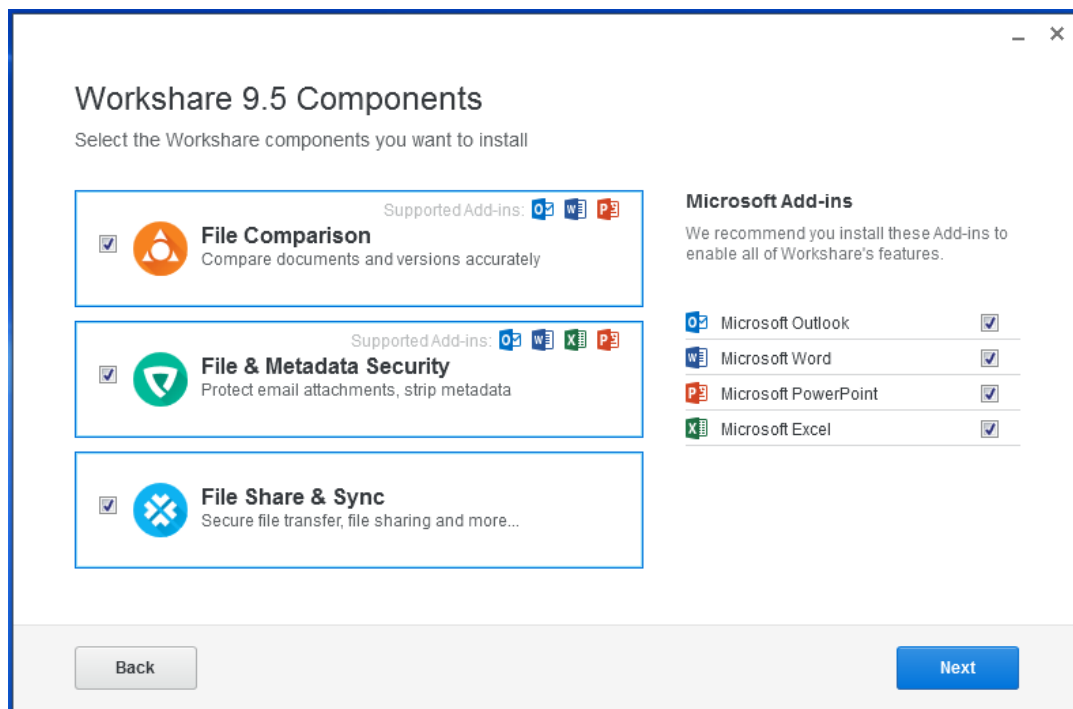 Workshare 9.5 Components
Select the Workshare components you want to install
Supported Add-ins:
File Comparison
Compare documents and versions accurately
Supported Add-ins:
File & Metadata Security
Protect email attachments, strip metadata
File Share & Sync
Secure file transfer, file sharing and more...
Microsoft Add-ins
We recommend you install these Add-ins to
enable all of Workshare's features.
Microsoft Outlook
Microsoft Word
Microsoft PowerPoint
Microsoft Excel
Back
Next